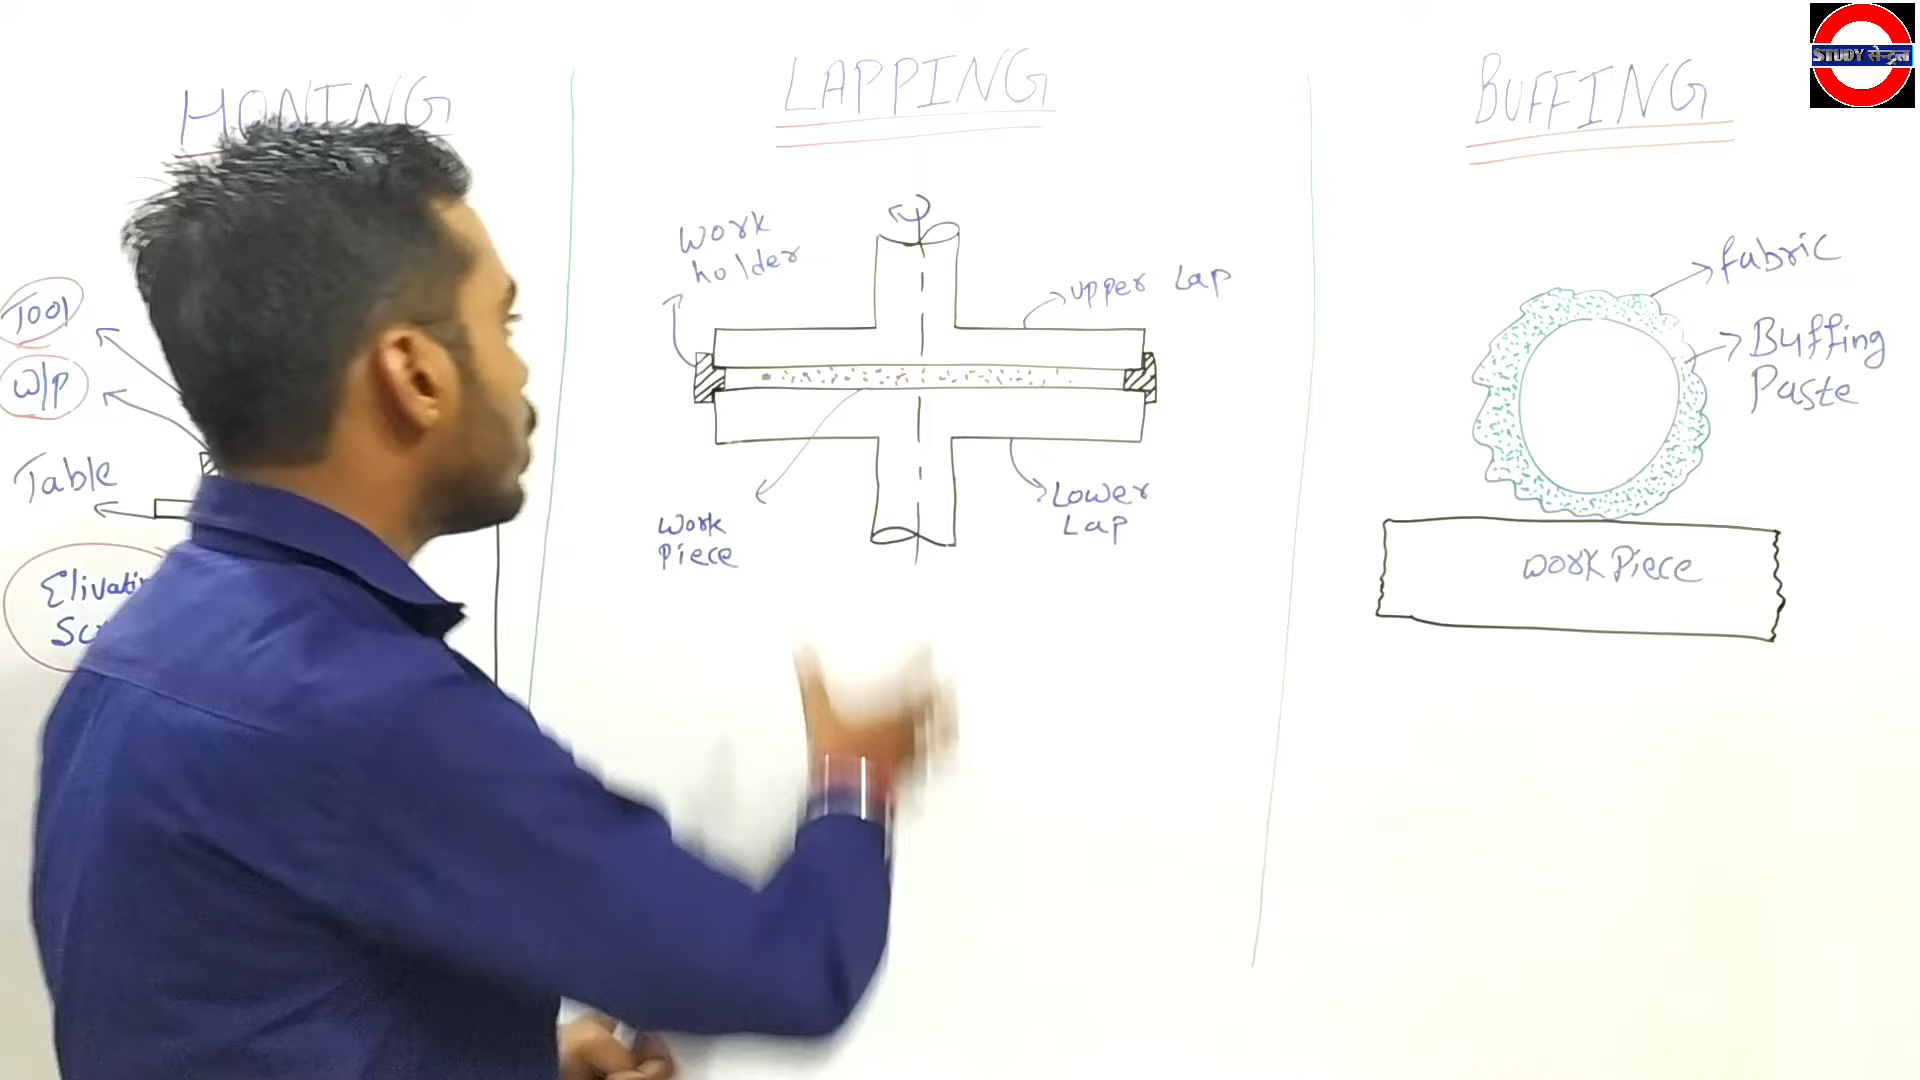 HONING
Tool
W/P
Table
LAPPING
work
holder
upper Lap
work
piece
Lower
Lap
BUFFING
fabric
Buffing
Paste
work piece
STUDY सेन्ट्रल